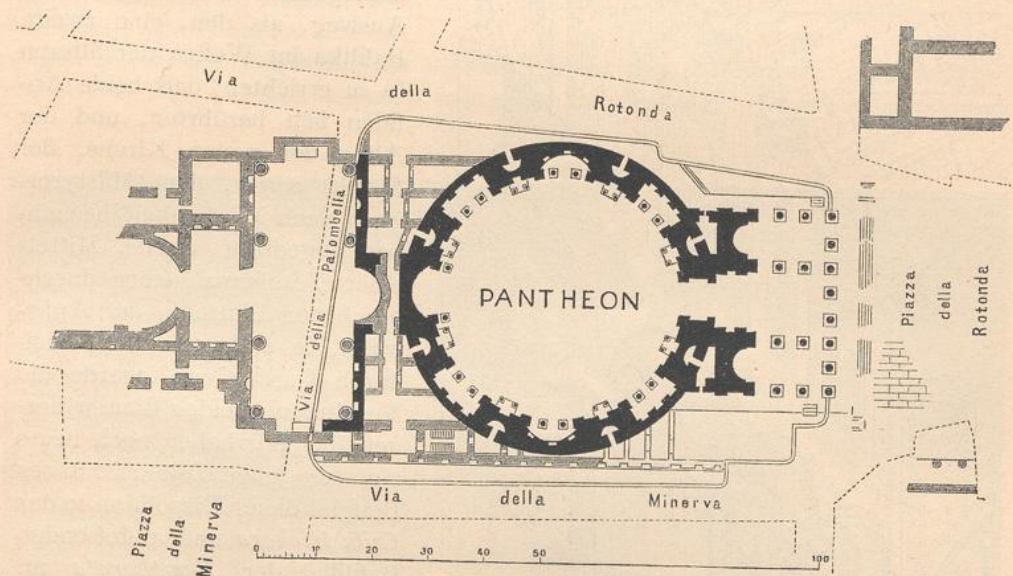 Via della Rotonda
Via della Palombella
PANTHEON
Piazza
della
Rotonda
Via della Minerva
Piazza
della
Minerva
0 10 20 30 40 50 100